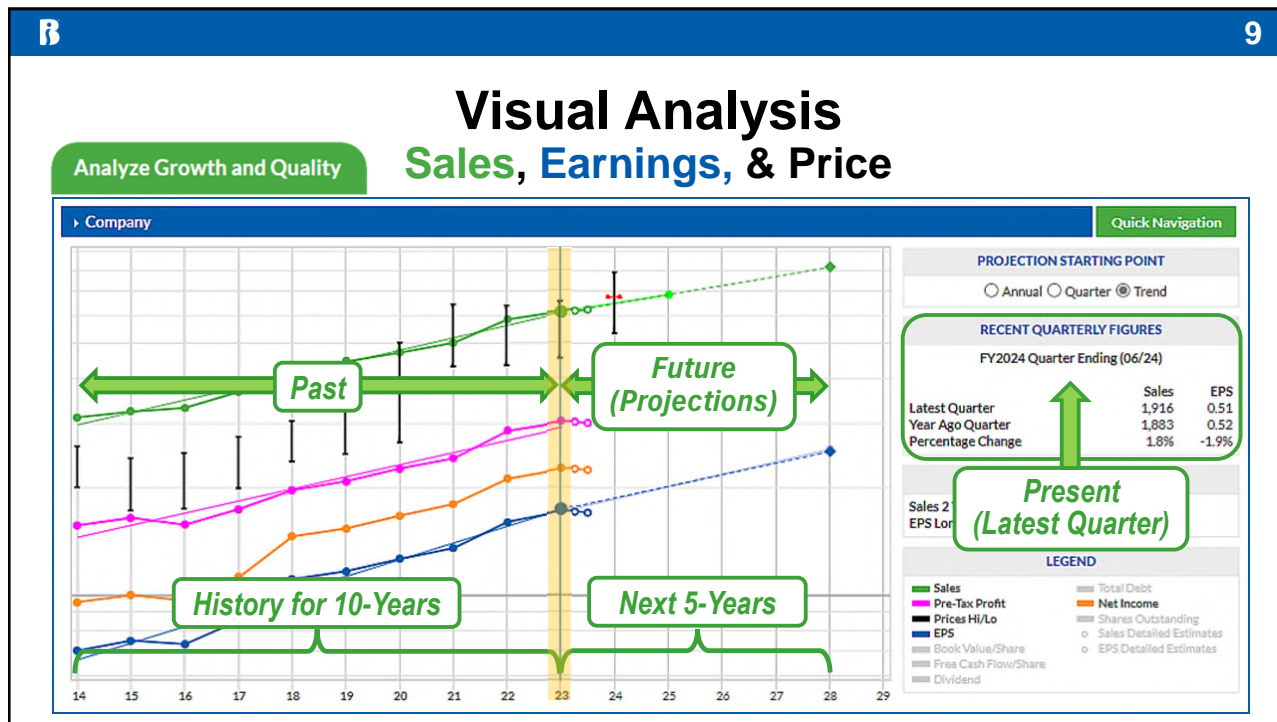 9
Visual Analysis
Sales, Earnings, & Price
Analyze Growth and Quality
Company
Quick Navigation
PROJECTION STARTING POINT
Annual Quarter Trend
RECENT QUARTERLY FIGURES
FY2024 Quarter Ending (06/24)
Sales EPS
Latest Quarter 1,916 0.51
Year Ago Quarter 1,883 0.52
Percentage Change 1.8% -1.9%
Past
Future
(Projections)
Present
(Latest Quarter)
Sales 2
EPS
History for 10-Years
Next 5-Years
LEGEND
Sales
Pre-Tax Profit
Prices Hi/Lo
EPS
Book Value/Share
Free Cash Flow/Share
Dividend
Total Debt
Net Income
Shares Outstanding
Sales Detailed Estimates
EPS Detailed Estimates
14 15 16 17 18 19 20 21 22 23 24 25 26 27 28 29